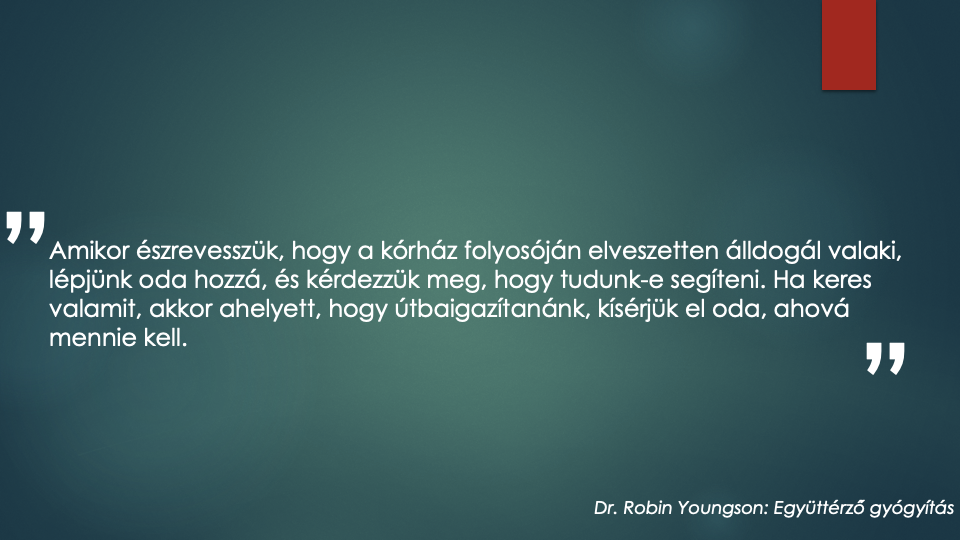 ”
Amikor észrevesszük, hogy a kórház folyosóján elveszetten álldogál valaki,
lépjünk oda hozzá, és kérdezzük meg, hogy tudunk-e segíteni. Ha keres
valamit, akkor ahelyett, hogy útbaigazítanánk, kísérjük el oda, ahová
mennie kell.
”
Dr. Robin Youngson: Együttérző gyógyítás